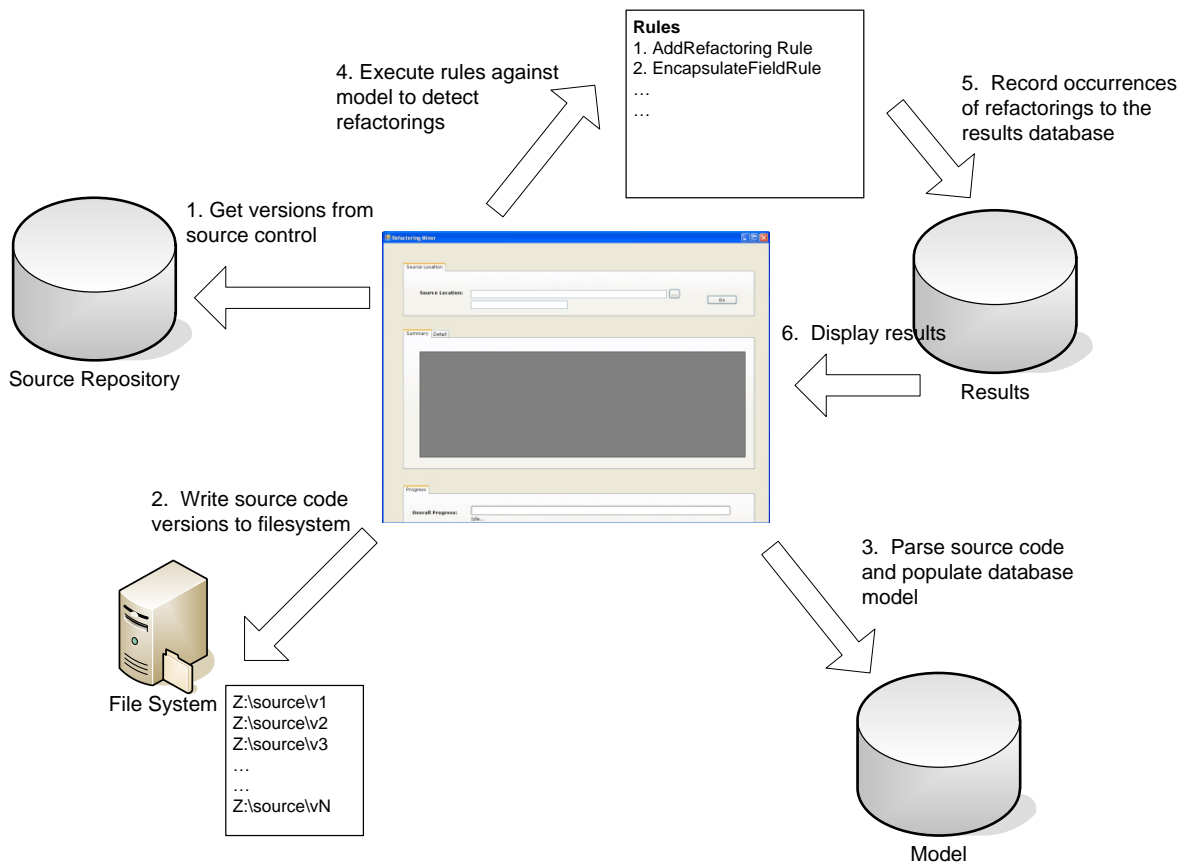 Rules
1. AddRefactoring Rule
2. EncapsulateFieldRule
…
…
4. Execute rules against
model to detect
refactorings
5. Record occurrences
of refactorings to the
results database
1. Get versions from
source control
Source Repository
Refactoring Miner
Source Location
Source Location:
...
Go
Summary Detail
6. Display results
Results
Progress
Overall Progress:
Idle...
2. Write source code
versions to filesystem
3. Parse source code
and populate database
model
File System
Z:\source\v1
Z:\source\v2
Z:\source\v3
…
…
Z:\source\vN
Model